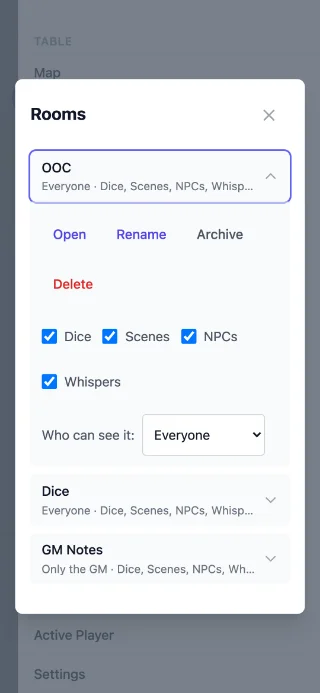 TABLE
Map
Rooms
OOC
Everyone · Dice, Scenes, NPCs, Whisp...
Open Rename Archive
Delete
Dice Scenes NPCs
Whispers
Who can see it: Everyone
Dice
Everyone · Dice, Scenes, NPCs, Whisp...
GM Notes
Only the GM · Dice, Scenes, NPCs, Wh...
Active Player
Settings